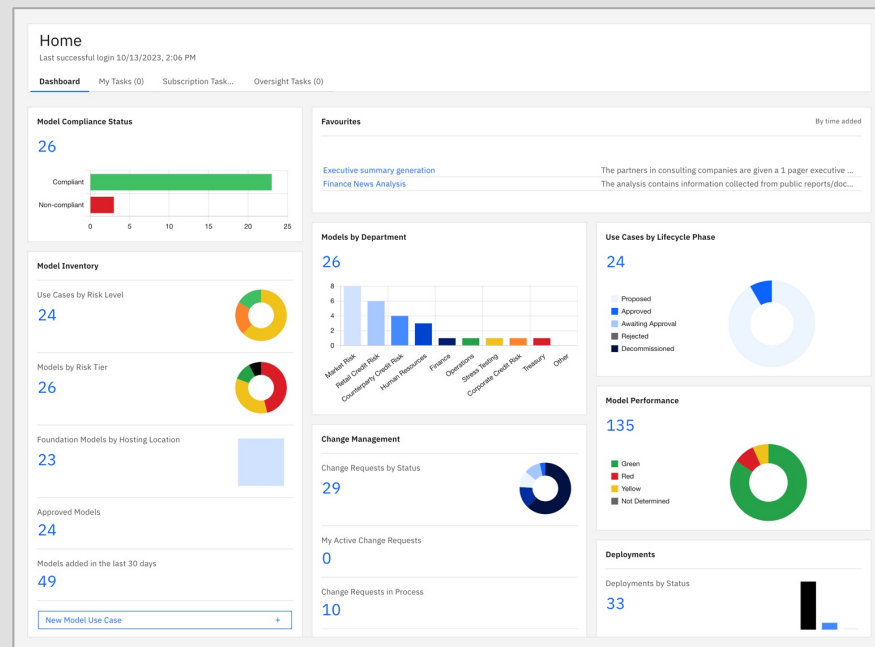 Home
Last successful login 10/13/2023, 2:06 PM
Dashboard My Tasks (0) Subscription Task... Oversight Tasks (0)
Model Compliance Status
26
Compliant
Non-compliant
0 5 10 15 20 25
Favourites By time added
Executive summary generation The partners in consulting companies are given a 1 pager executive ...
Finance News Analysis The analysis contains information collected from public reports/doc...
Model Inventory
Use Cases by Risk Level
24
Models by Risk Tier
26
Foundation Models by Hosting Location
23
Approved Models
24
Models added in the last 30 days
49
New Model Use Case +
Models by Department
26
8
6
4
2
0
Market Risk
Retail Credit Risk
Counterparty Credit Risk
Human Resources
Finance
Operations
Stress Testing
Corporate Credit Risk
Treasury
Other
Change Management
Change Requests by Status
29
My Active Change Requests
0
Change Requests in Process
10
Use Cases by Lifecycle Phase
24
Proposed
Approved
Awaiting Approval
Rejected
Decommissioned
Model Performance
135
Green
Red
Yellow
Not Determined
Deployments
Deployments by Status
33